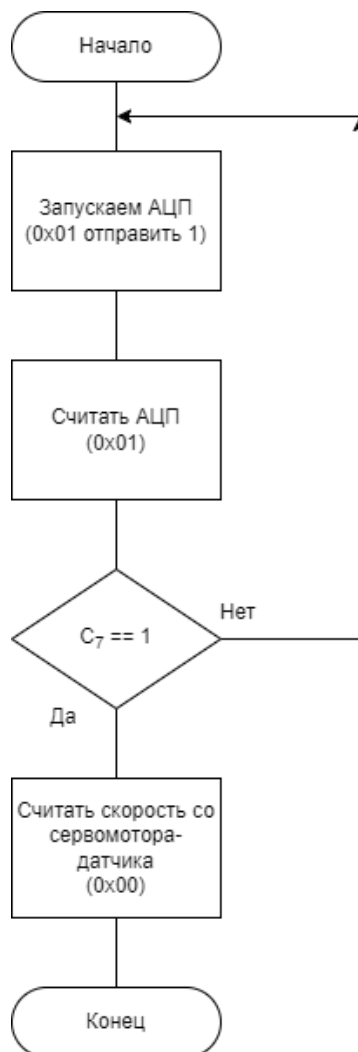 Начало
Запускаем АЦП
(0x01 отправить 1)
Считать АЦП
(0x01)
C₇ == 1
Нет
Да
Считать скорость со
сервомотора-
датчика
(0x00)
Конец